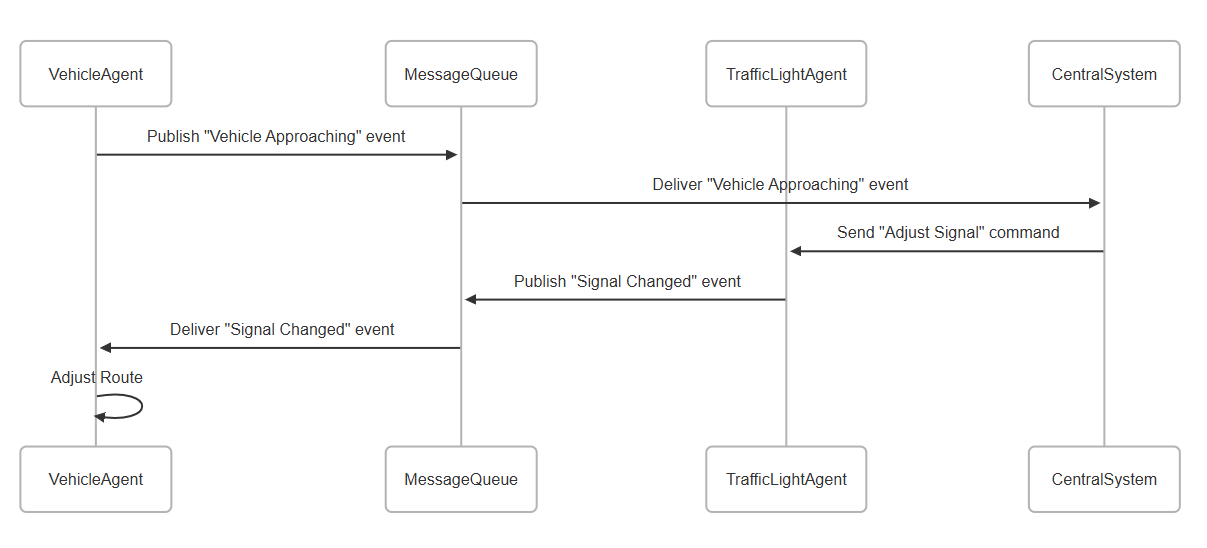 VehicleAgent
MessageQueue
TrafficLightAgent
CentralSystem
Publish "Vehicle Approaching" event
Deliver "Vehicle Approaching" event
Send "Adjust Signal" command
Publish "Signal Changed" event
Deliver "Signal Changed" event
Adjust Route
VehicleAgent
MessageQueue
TrafficLightAgent
CentralSystem